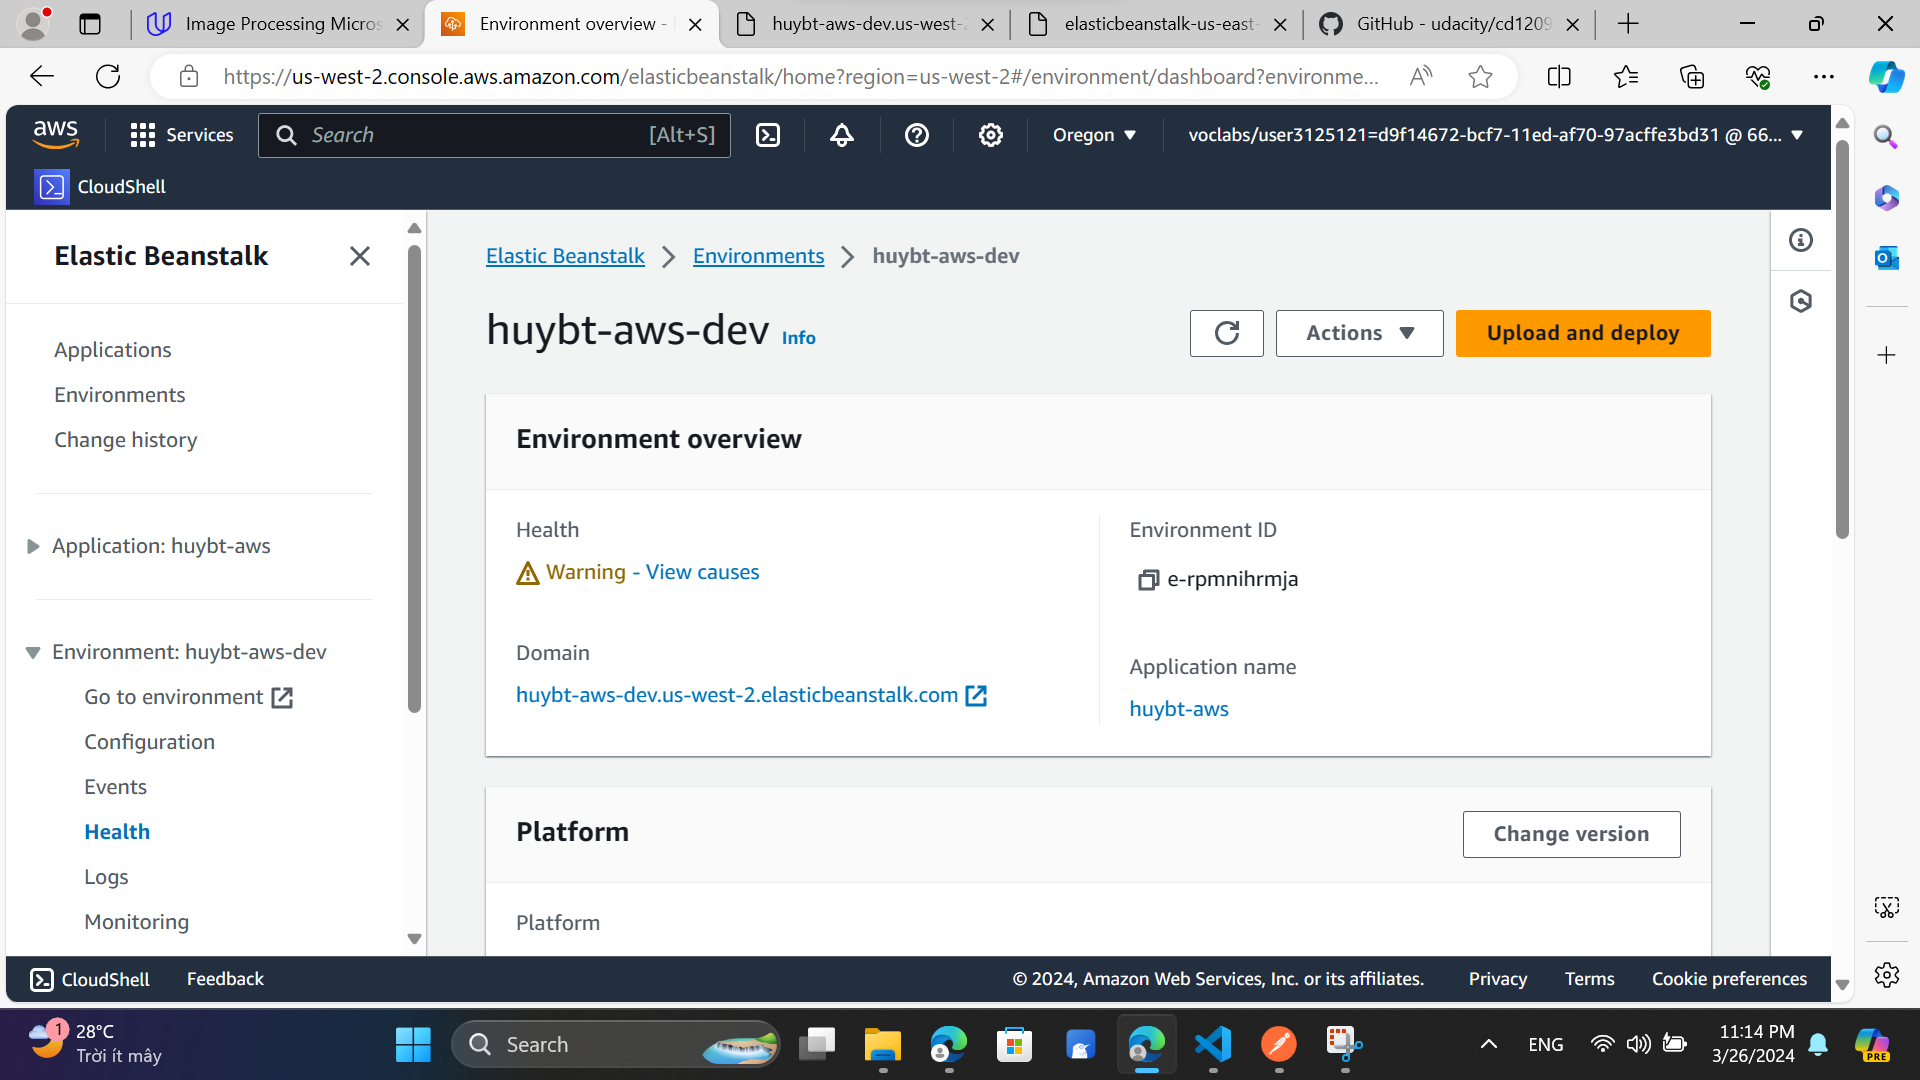 Image Processing Micros
Environment overview -
huybt-aws-dev.us-west-2
elasticbeanstalk-us-east-
GitHub - udacity/cd1209
https://us-west-2.console.aws.amazon.com/elasticbeanstalk/home?region=us-west-2#/environment/dashboard?environme...
aws
Services
Search
[Alt+S]
Oregon
voclabs/user3125121=d9f14672-bcf7-11ed-af70-97acffe3bd31 @ 66...
CloudShell
Elastic Beanstalk
Applications
Environments
Change history
Application: huybt-aws
Environment: huybt-aws-dev
Go to environment
Configuration
Events
Health
Logs
Monitoring
Elastic Beanstalk
Environments
huybt-aws-dev
huybt-aws-dev
Info
Actions
Upload and deploy
Environment overview
Health
Warning - View causes
Environment ID
e-rpmnihrmja
Domain
huybt-aws-dev.us-west-2.elasticbeanstalk.com
Application name
huybt-aws
Platform
Change version
Platform
CloudShell
Feedback
© 2024, Amazon Web Services, Inc. or its affiliates.
Privacy
Terms
Cookie preferences
1
28°C
Trời ít mây
Search
ENG
11:14 PM
3/26/2024
PRE